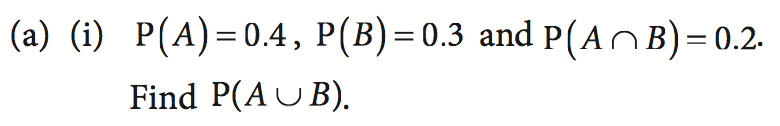 (a) (i) P(A) = 0.4, P(B) = 0.3 and P(A ∩ B) = 0.2.
Find P(A ∪ B).